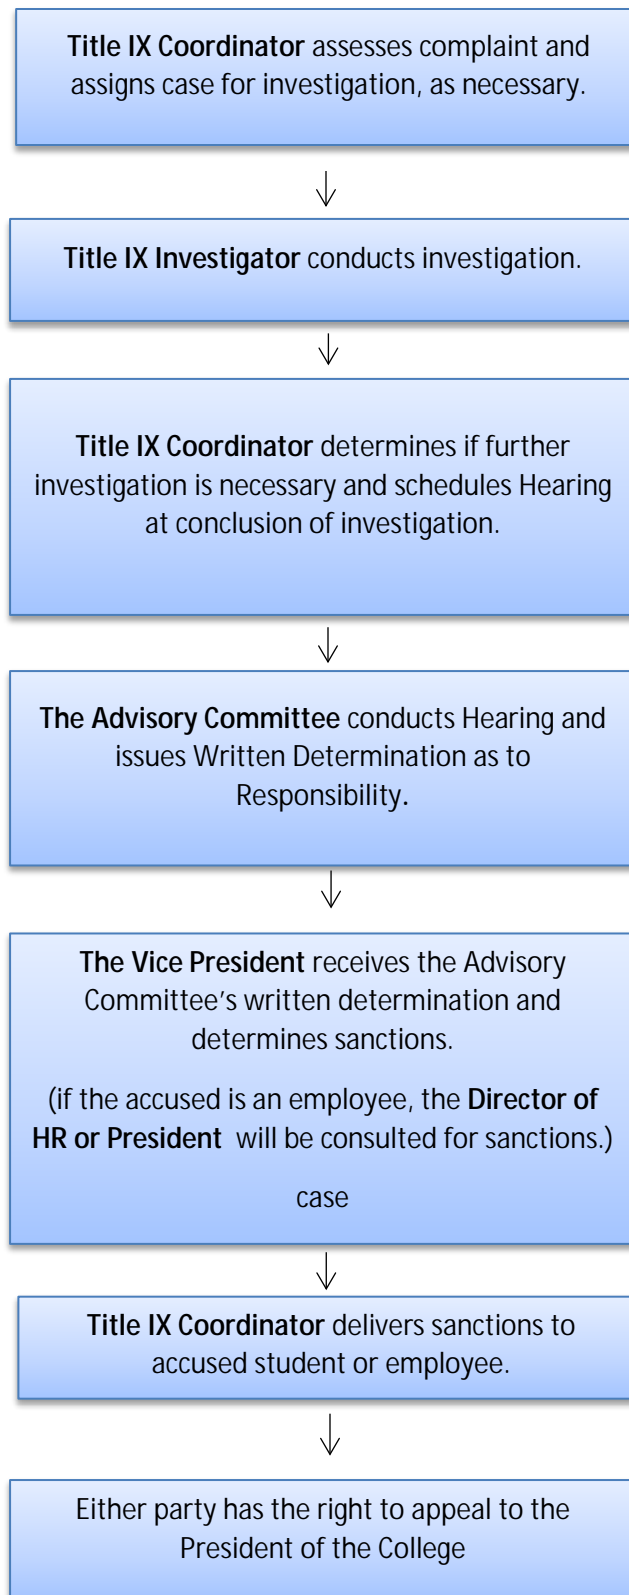 Title IX Coordinator assesses complaint and
assigns case for investigation, as necessary.
Title IX Investigator conducts investigation.
Title IX Coordinator determines if further
investigation is necessary and schedules Hearing
at conclusion of investigation.
The Advisory Committee conducts Hearing and
issues Written Determination as to
Responsibility.
The Vice President receives the Advisory
Committee's written determination and
determines sanctions.
(if the accused is an employee, the Director of
HR or President will be consulted for sanctions.)
case
Title IX Coordinator delivers sanctions to
accused student or employee.
Either party has the right to appeal to the
President of the College